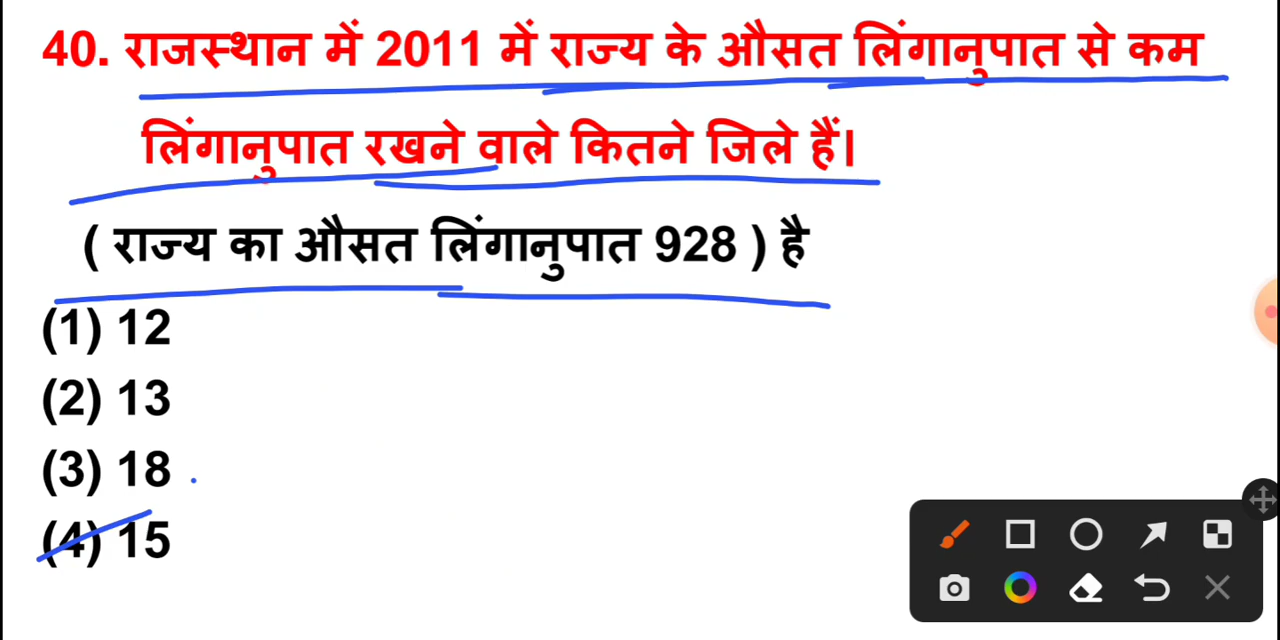 40. राजस्थान में 2011 में राज्य के औसत लिंगानुपात से कम
लिंगानुपात रखने वाले कितने जिले हैं।
( राज्य का औसत लिंगानुपात 928 ) है
(1) 12
(2) 13
(3) 18
(4) 15